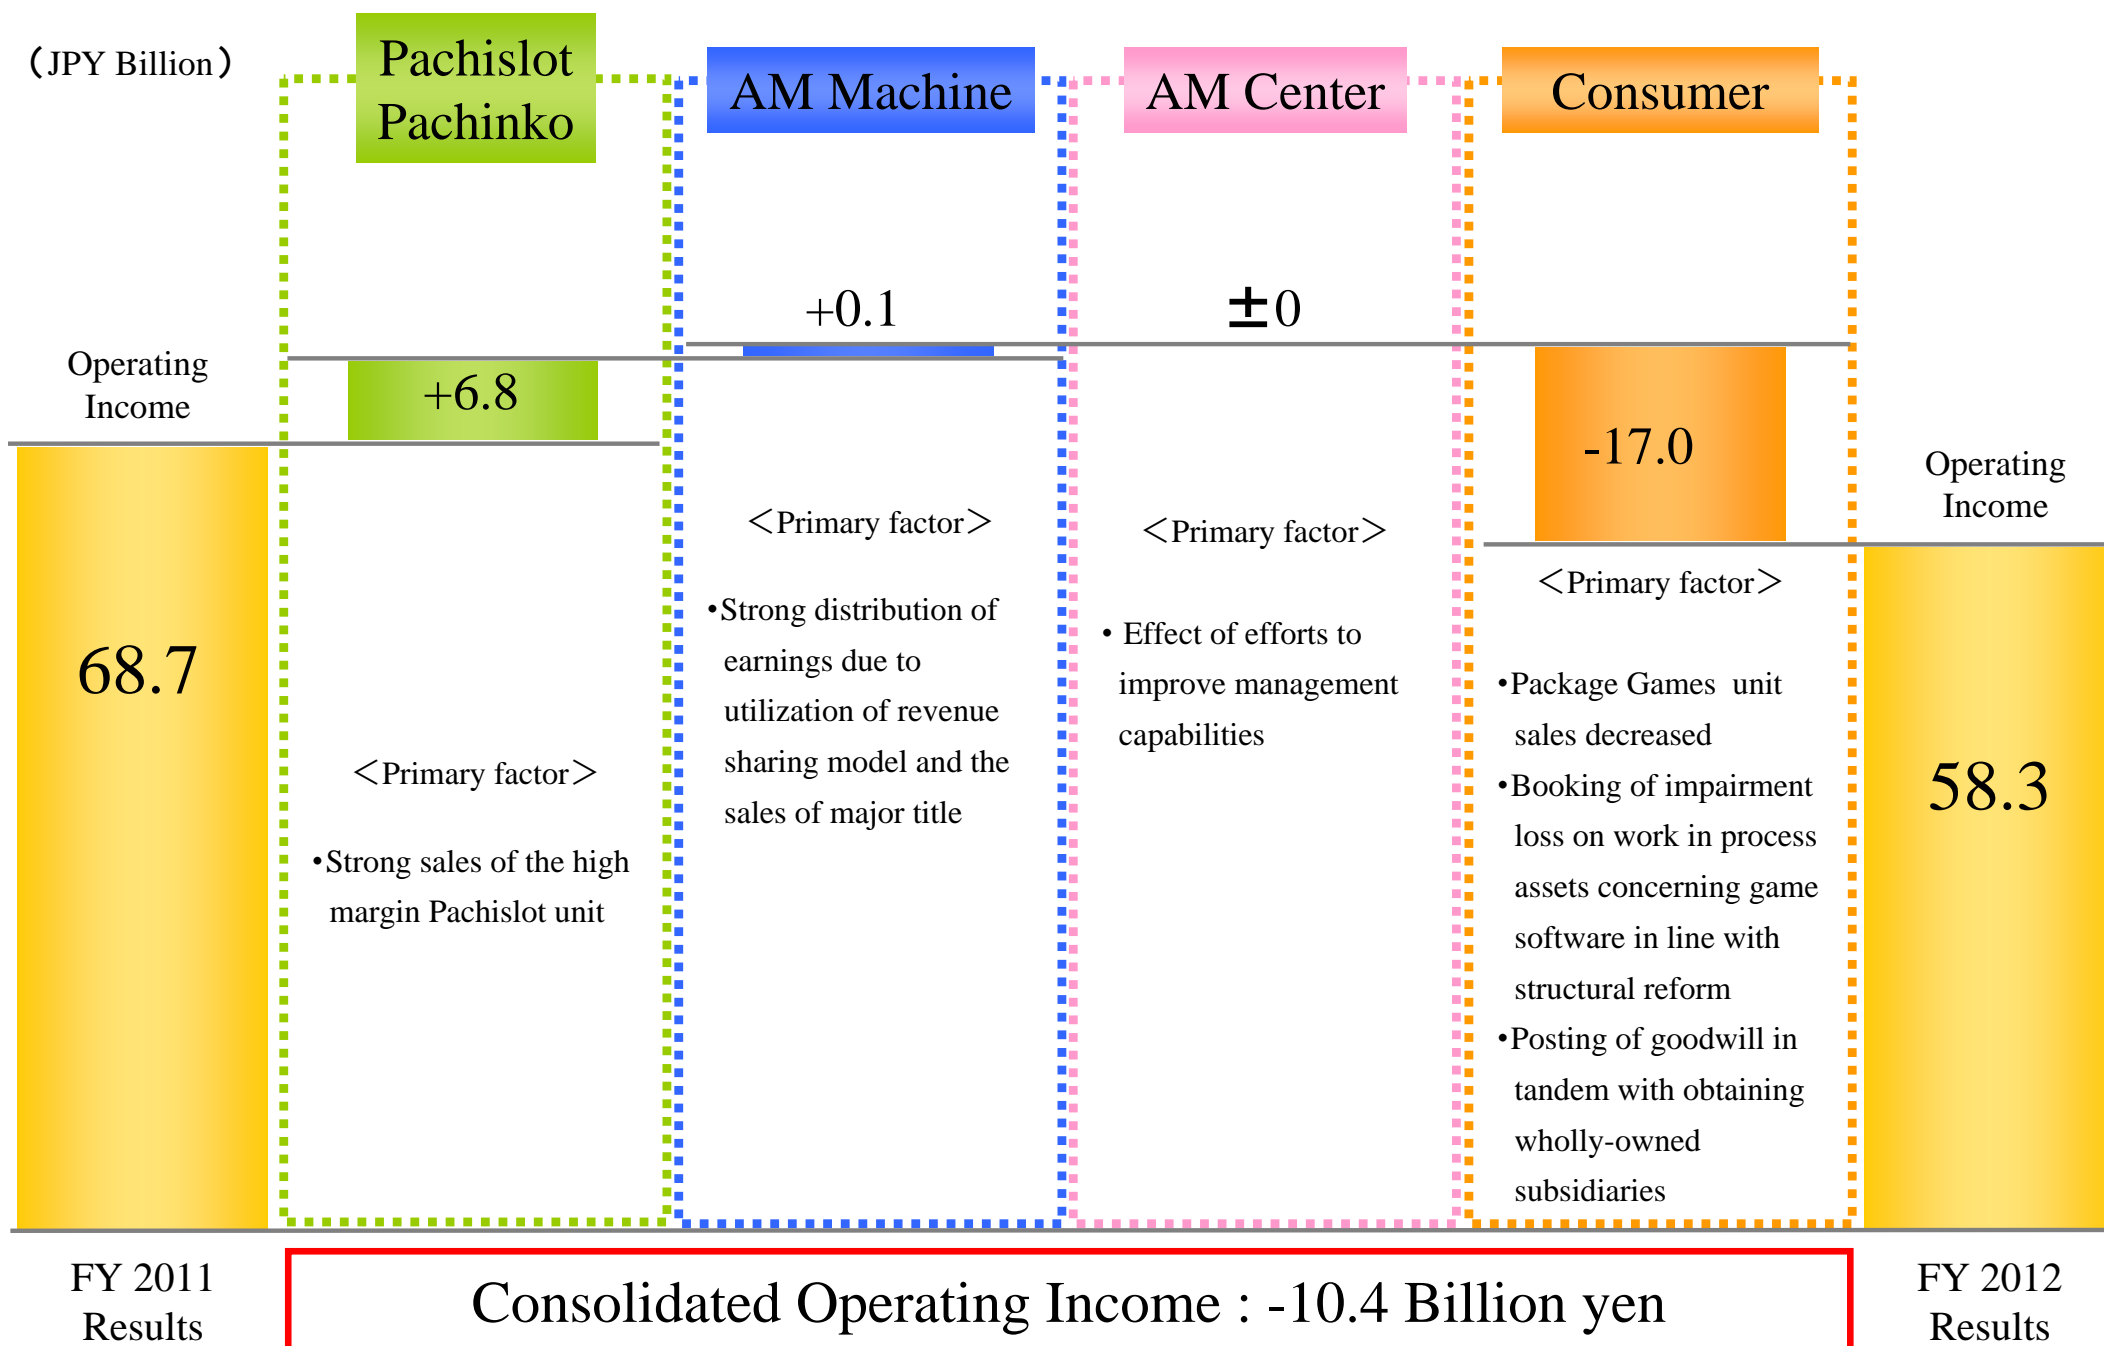 （JPY Billion）
Pachislot
Pachinko
AM Machine
AM Center
Consumer
Operating
Income
68.7
FY 2011
Results
+6.8
＜Primary factor＞
•Strong sales of the high
margin Pachislot unit
+0.1
＜Primary factor＞
•Strong distribution of
earnings due to
utilization of revenue
sharing model and the
sales of major title
±0
＜Primary factor＞
• Effect of efforts to
improve management
capabilities
-17.0
＜Primary factor＞
•Package Games unit
sales decreased
•Booking of impairment
loss on work in process
assets concerning game
software in line with
structural reform
•Posting of goodwill in
tandem with obtaining
wholly-owned
subsidiaries
Operating
Income
58.3
FY 2012
Results
Consolidated Operating Income : -10.4 Billion yen